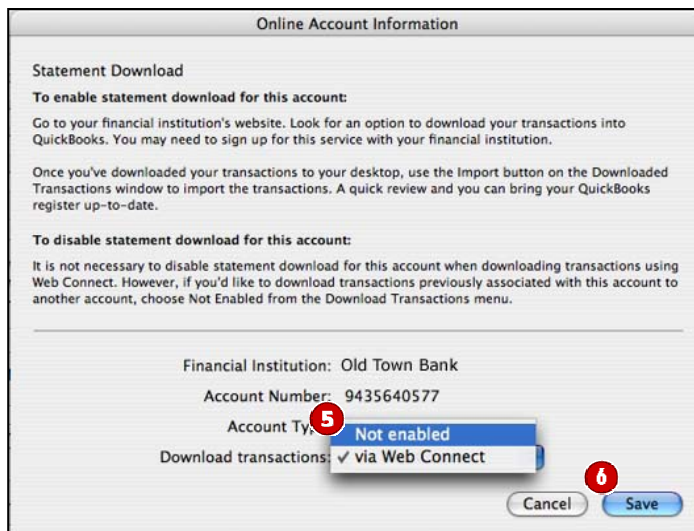 Online Account Information
Statement Download
To enable statement download for this account:
Go to your financial institution's website. Look for an option to download your transactions into
QuickBooks. You may need to sign up for this service with your financial institution.
Once you've downloaded your transactions to your desktop, use the Import button on the Downloaded
Transactions window to import the transactions. A quick review and you can bring your QuickBooks
register up-to-date.
To disable statement download for this account:
It is not necessary to disable statement download for this account when downloading transactions using
Web Connect. However, if you'd like to download transactions previously associated with this account to
another account, choose Not Enabled from the Download Transactions menu.
Financial Institution: Old Town Bank
Account Number: 9435640577
Account Typ
5
Not enabled
Download transactions: ✓ via Web Connect
6
Cancel Save